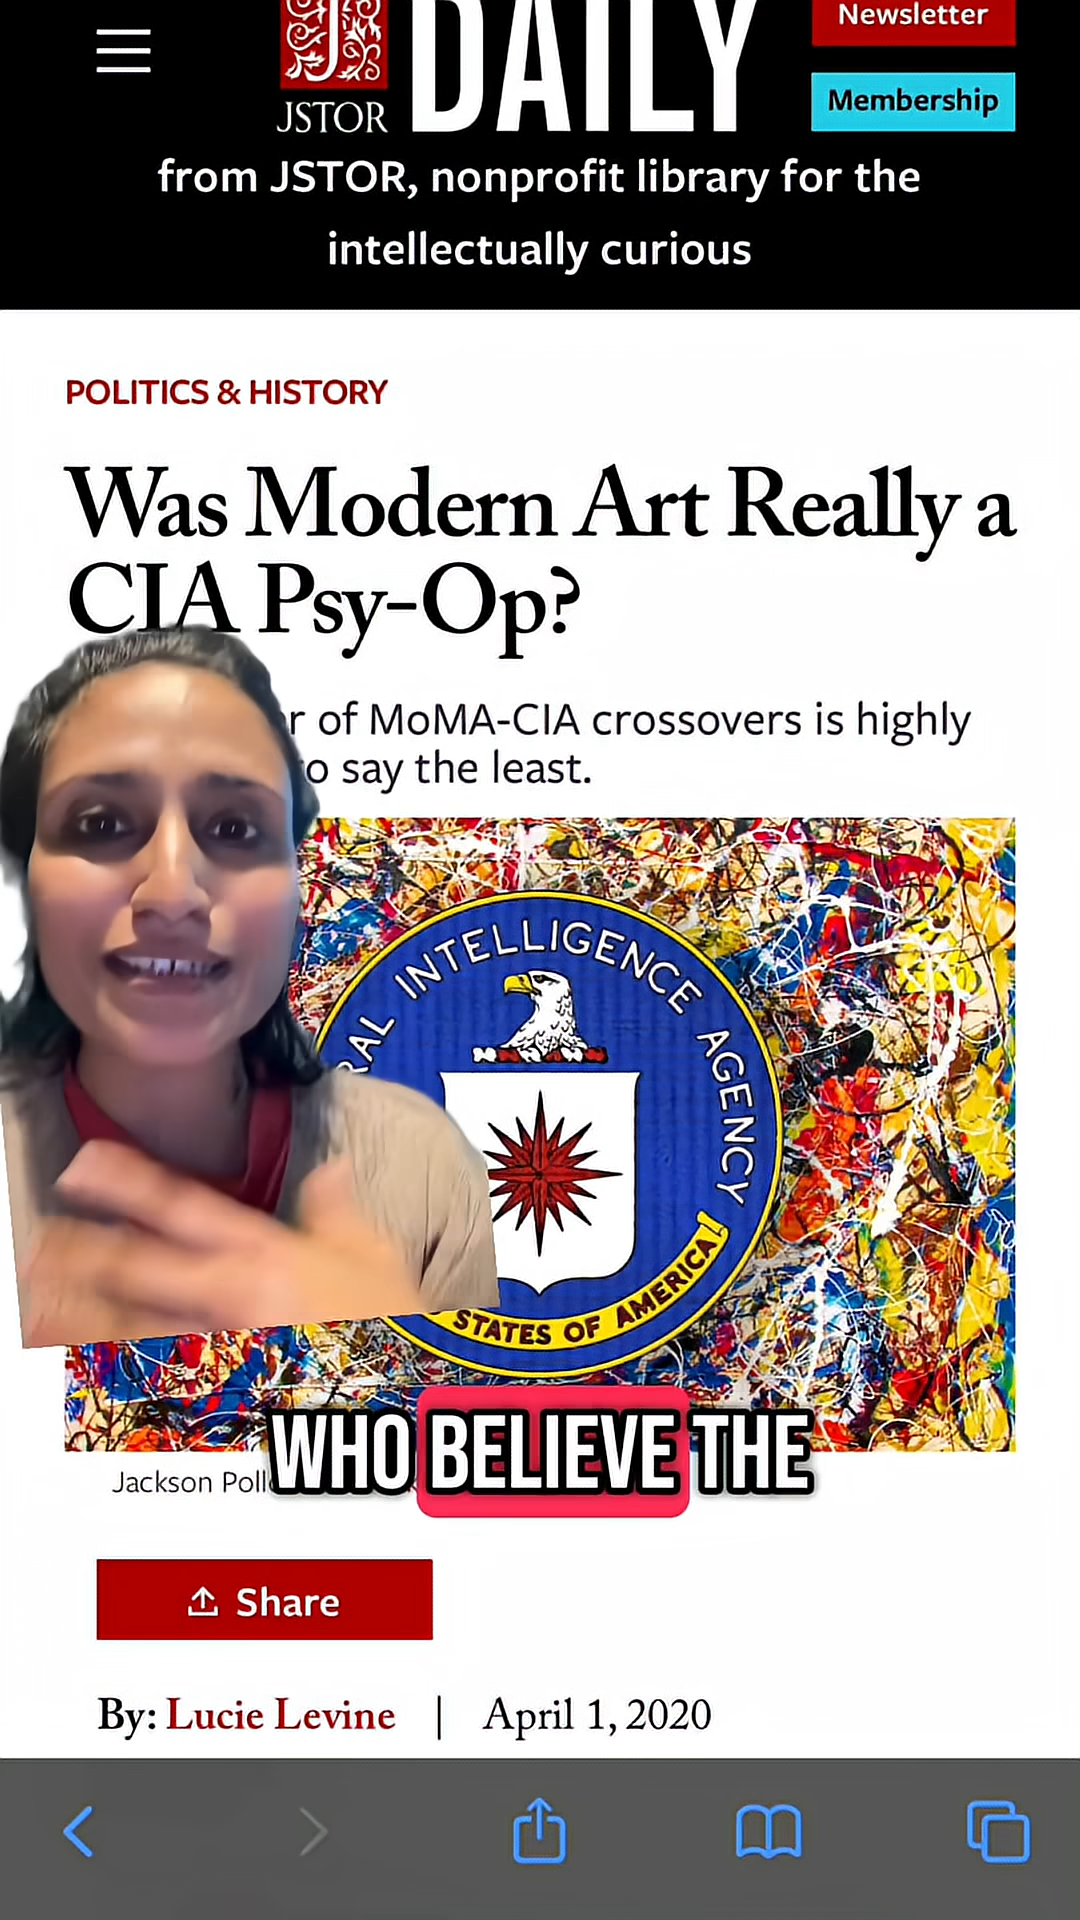 Newsletter
JSTOR DAILY
Membership
from JSTOR, nonprofit library for the
intellectually curious
POLITICS & HISTORY
Was Modern Art Really a
CIA Psy-Op?
of MoMA-CIA crossovers is highly
to say the least.
INTELLIGENCE AGENCY
STATES OF AMERICA
WHO BELIEVE THE
Jackson
Share
By: Lucie Levine | April 1, 2020